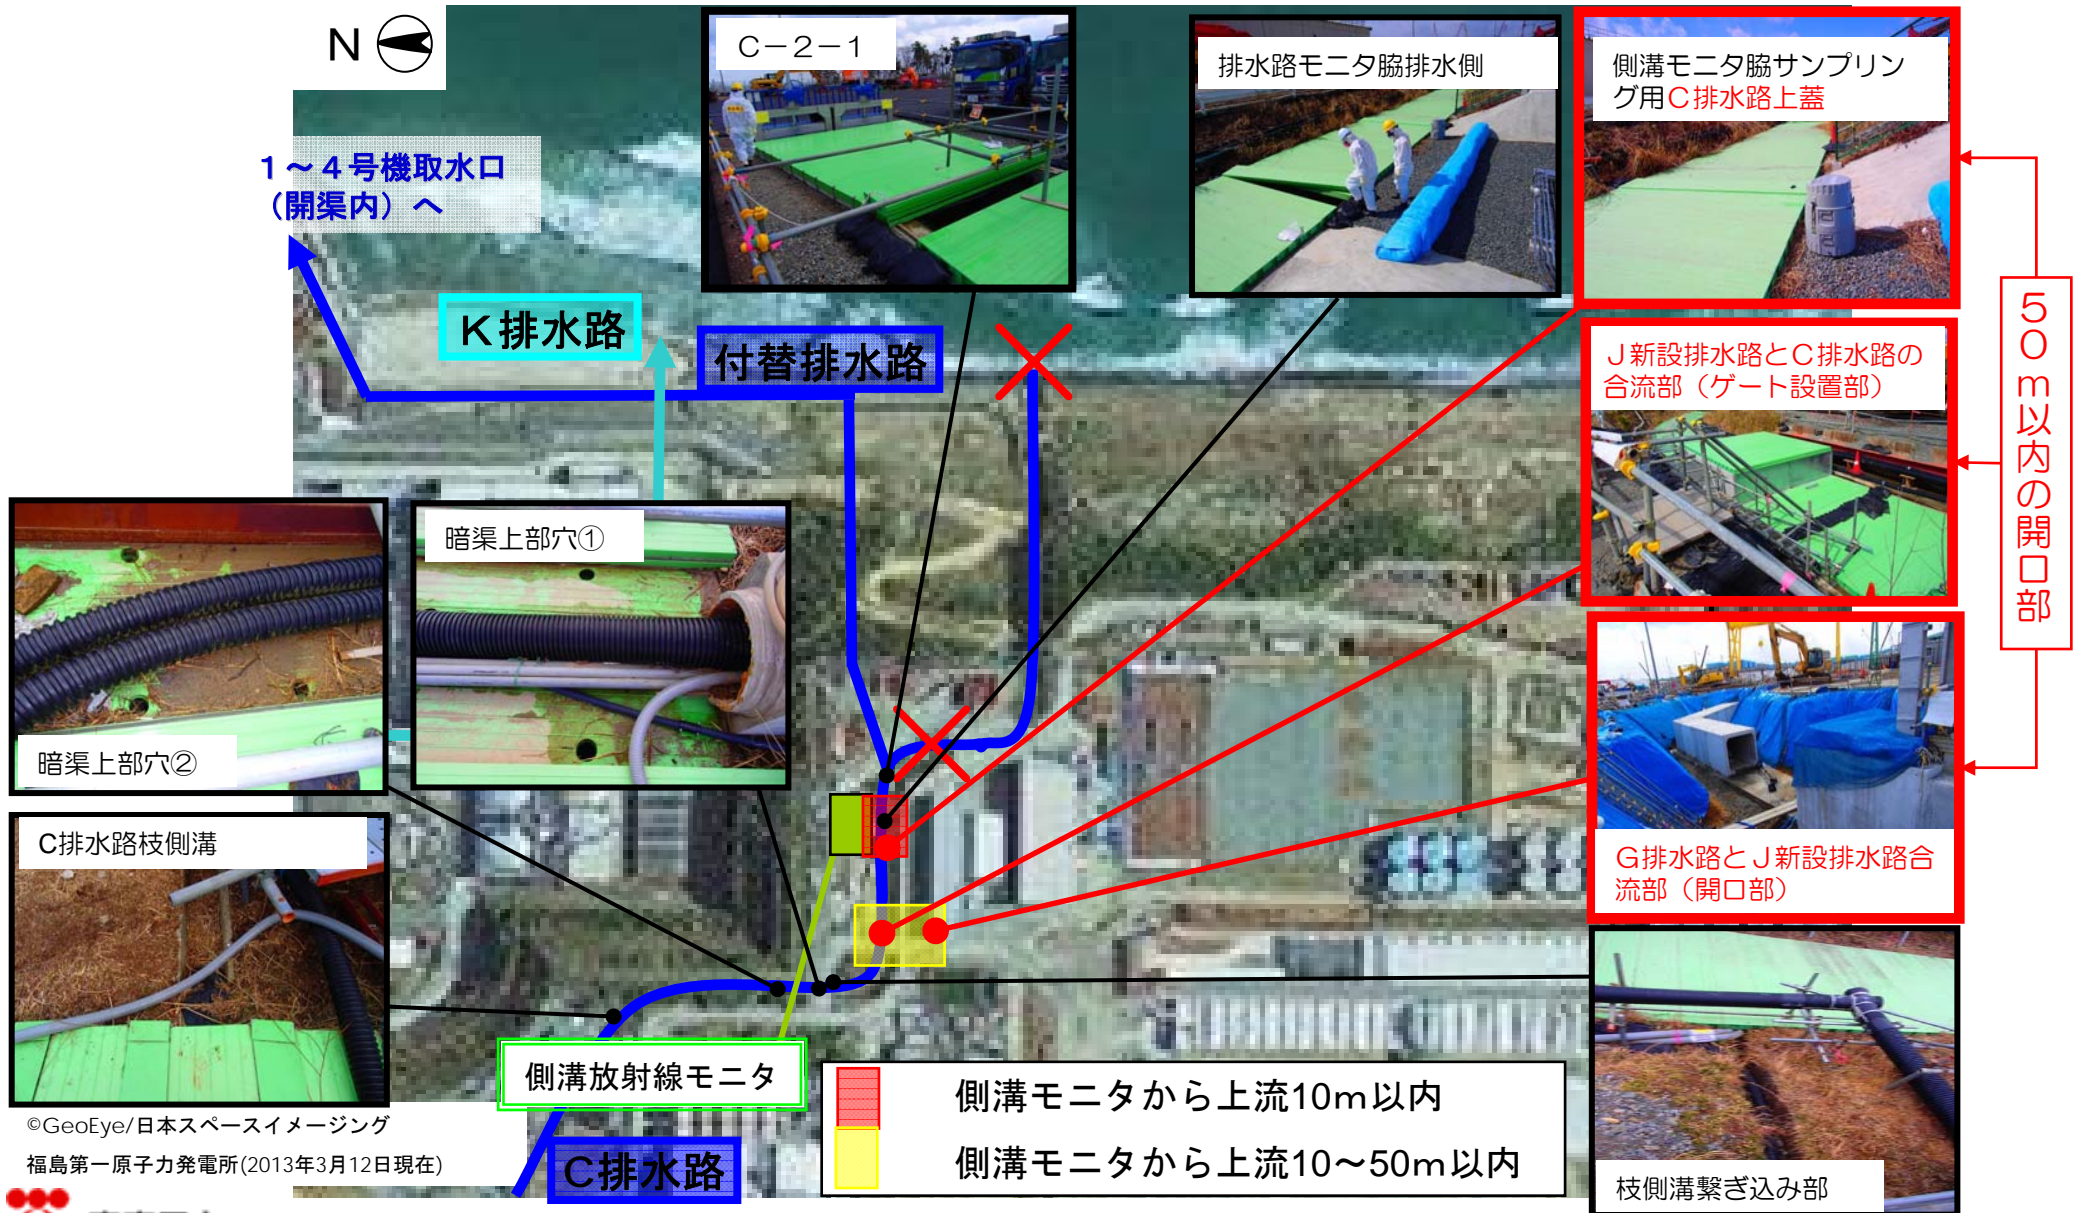 N
C－2－1
排水路モニタ脇排水側
側溝モニタ脇サンプリン
グ用C排水路上蓋
1～4号機取水口
（開渠内）へ
K排水路
付替排水路
J新設排水路とC排水路の
合流部（ゲート設置部）
50m以内の開口部
暗渠上部穴①
暗渠上部穴②
C排水路枝側溝
G排水路とJ新設排水路合
流部（開口部）
側溝放射線モニタ
側溝モニタから上流10m以内
側溝モニタから上流10～50m以内
C排水路
枝側溝繋ぎ込み部
©GeoEye/日本スペースイメージング
福島第一原子力発電所(2013年3月12日現在)